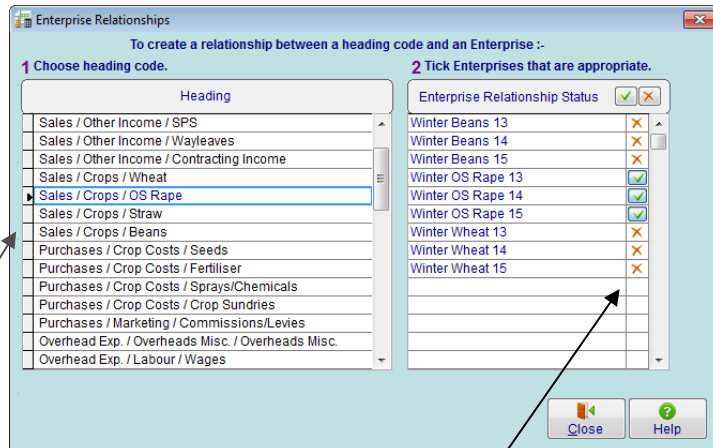 Enterprise Relationships
To create a relationship between a heading code and an Enterprise :-
1 Choose heading code.
2 Tick Enterprises that are appropriate.
Heading
Enterprise Relationship Status
Sales / Other Income / SPS
Sales / Other Income / Wayleaves
Sales / Other Income / Contracting Income
Sales / Crops / Wheat
Sales / Crops / OS Rape
Sales / Crops / Straw
Sales / Crops / Beans
Purchases / Crop Costs / Seeds
Purchases / Crop Costs / Fertiliser
Purchases / Crop Costs / Sprays/Chemicals
Purchases / Crop Costs / Crop Sundries
Purchases / Marketing / Commissions/Levies
Overhead Exp. / Overheads Misc. / Overheads Misc.
Overhead Exp. / Labour / Wages
Winter Beans 13
Winter Beans 14
Winter Beans 15
Winter OS Rape 13
Winter OS Rape 14
Winter OS Rape 15
Winter Wheat 13
Winter Wheat 14
Winter Wheat 15
Close
Help